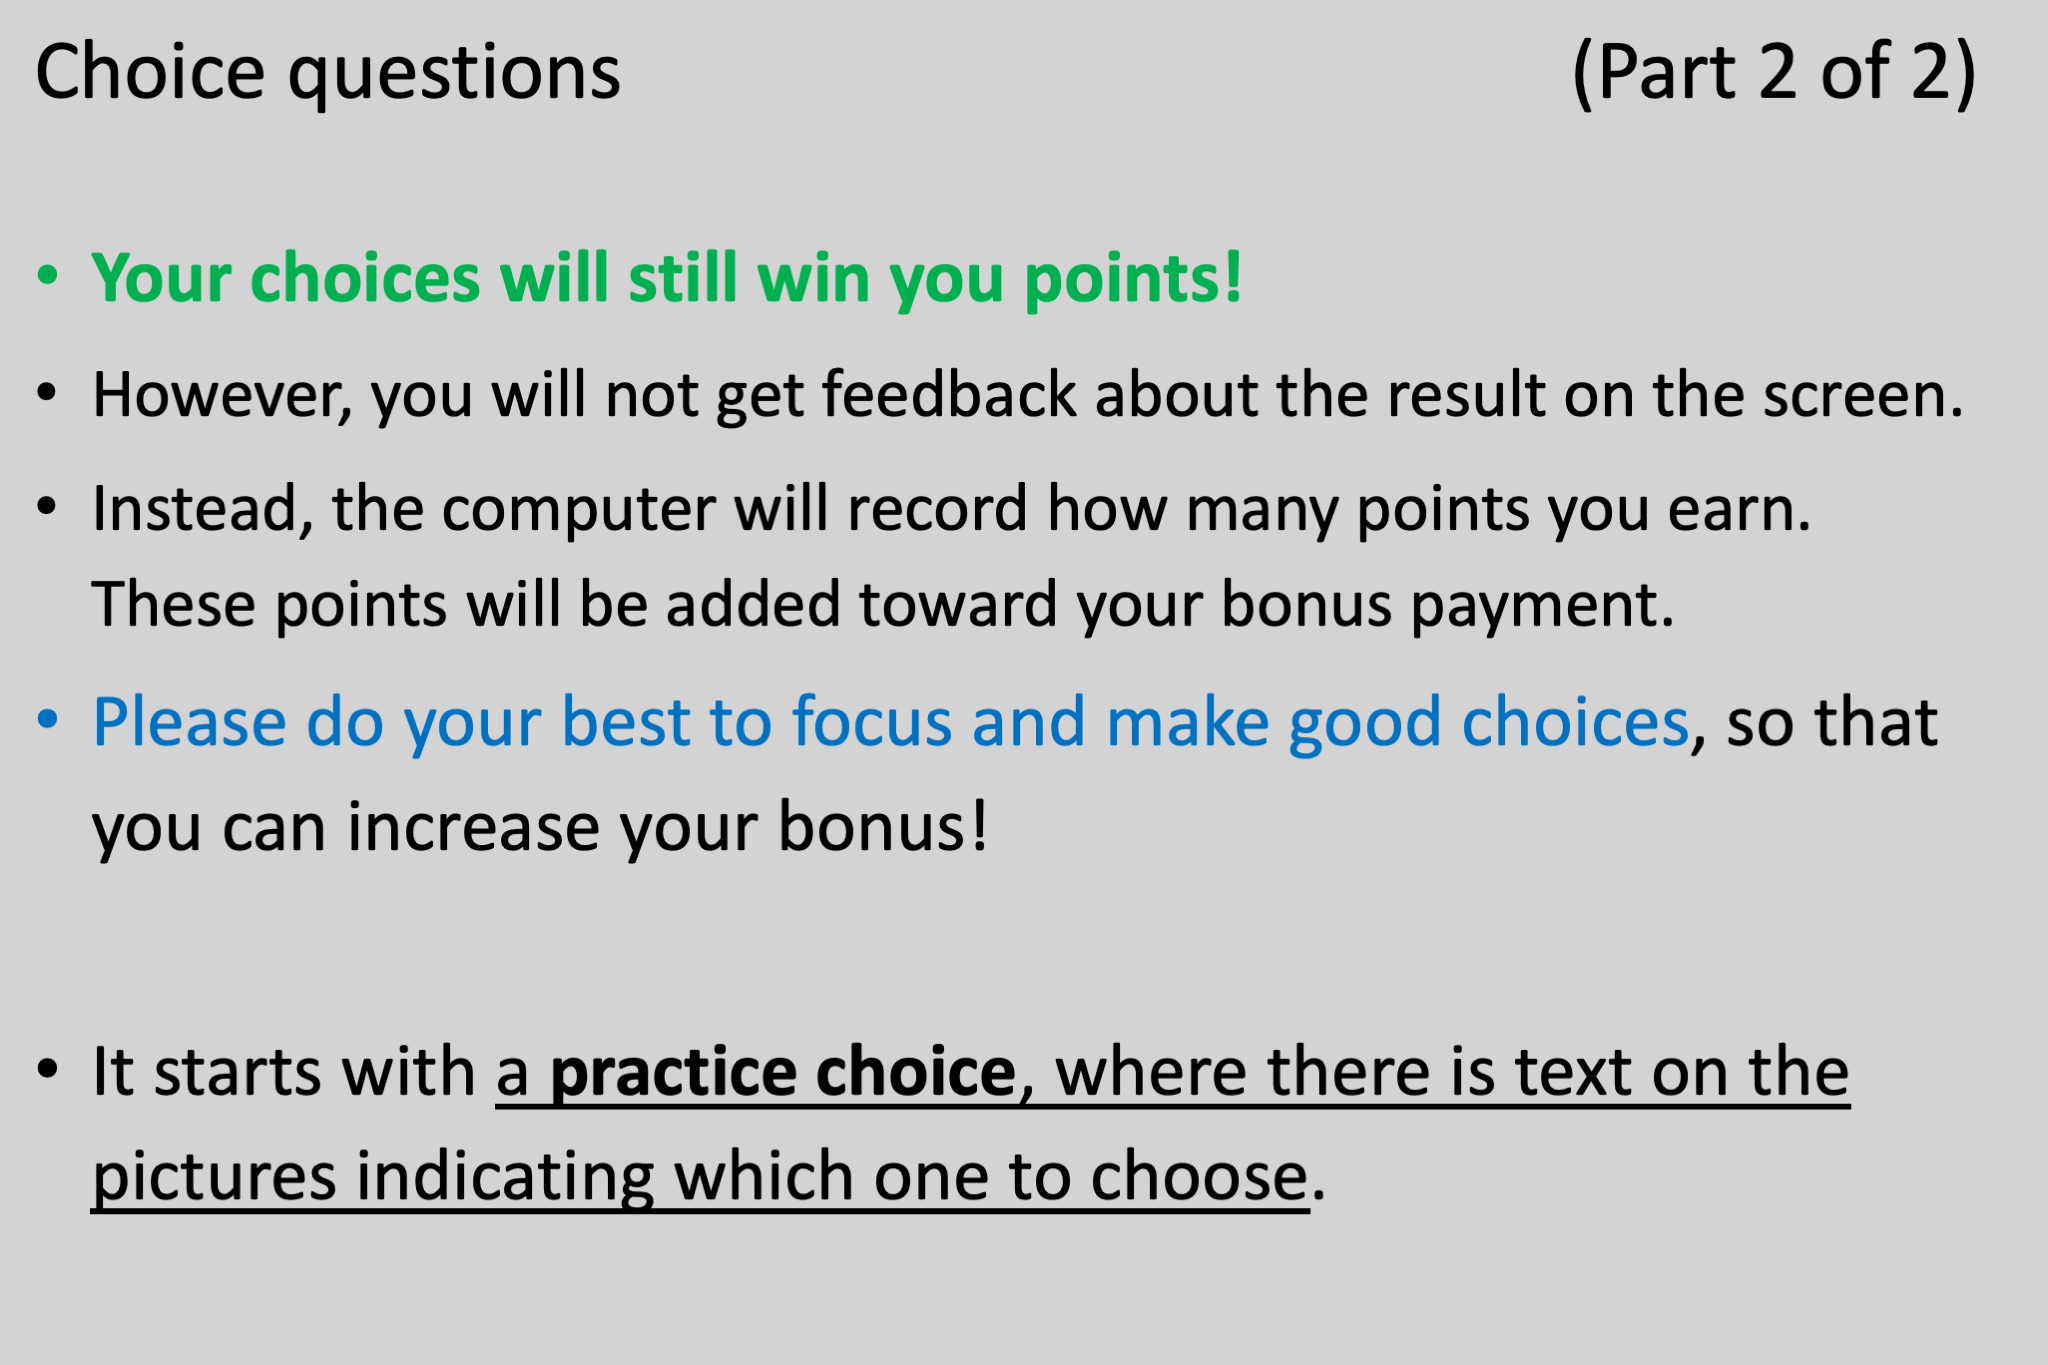 Choice questions (Part 2 of 2)
• Your choices will still win you points!
• However, you will not get feedback about the result on the screen.
• Instead, the computer will record how many points you earn.
These points will be added toward your bonus payment.
• Please do your best to focus and make good choices, so that
you can increase your bonus!
• It starts with a practice choice, where there is text on the
pictures indicating which one to choose.